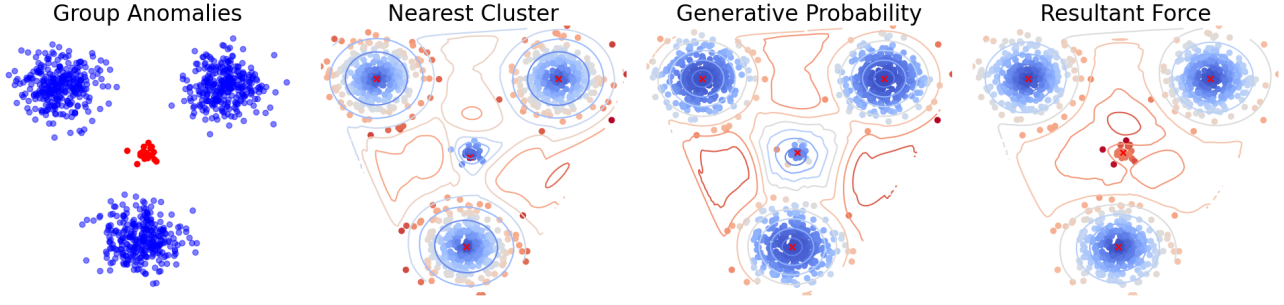 Group Anomalies
Nearest Cluster
Generative Probability
Resultant Force